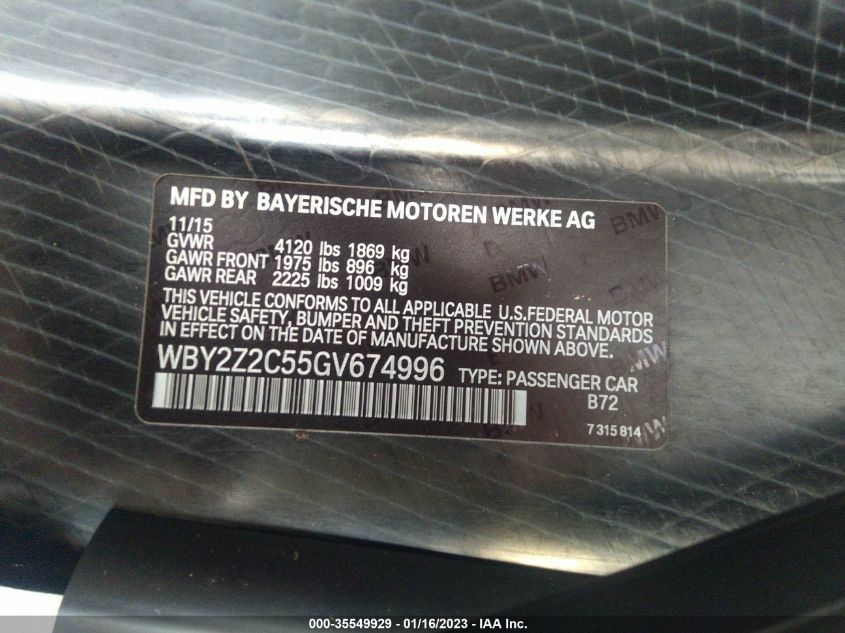 MFD BY BAYERISCHE MOTOREN WERKE AG
11/15
GVWR 4120 lbs 1869 kg
GAWR FRONT 1975 lbs 896 kg
GAWR REAR 2225 lbs 1009 kg
THIS VEHICLE CONFORMS TO ALL APPLICABLE U.S.FEDERAL MOTOR
VEHICLE SAFETY, BUMPER AND THEFT PREVENTION STANDARDS
IN EFFECT ON THE DATE OF MANUFACTURE SHOWN ABOVE.
WBY2Z2C55GV674996 TYPE: PASSENGER CAR
B72
7 315 814
BMW
BMW
BMW
000-35549929 - 01/16/2023 - IAA Inc.